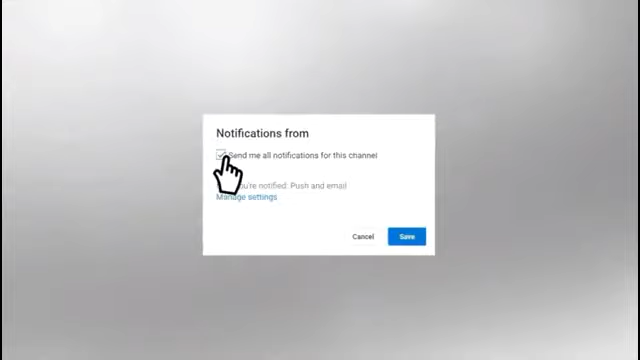 Notifications from
Send me all notifications for this channel
you're notified: Push and email
Manage settings
Cancel
Save